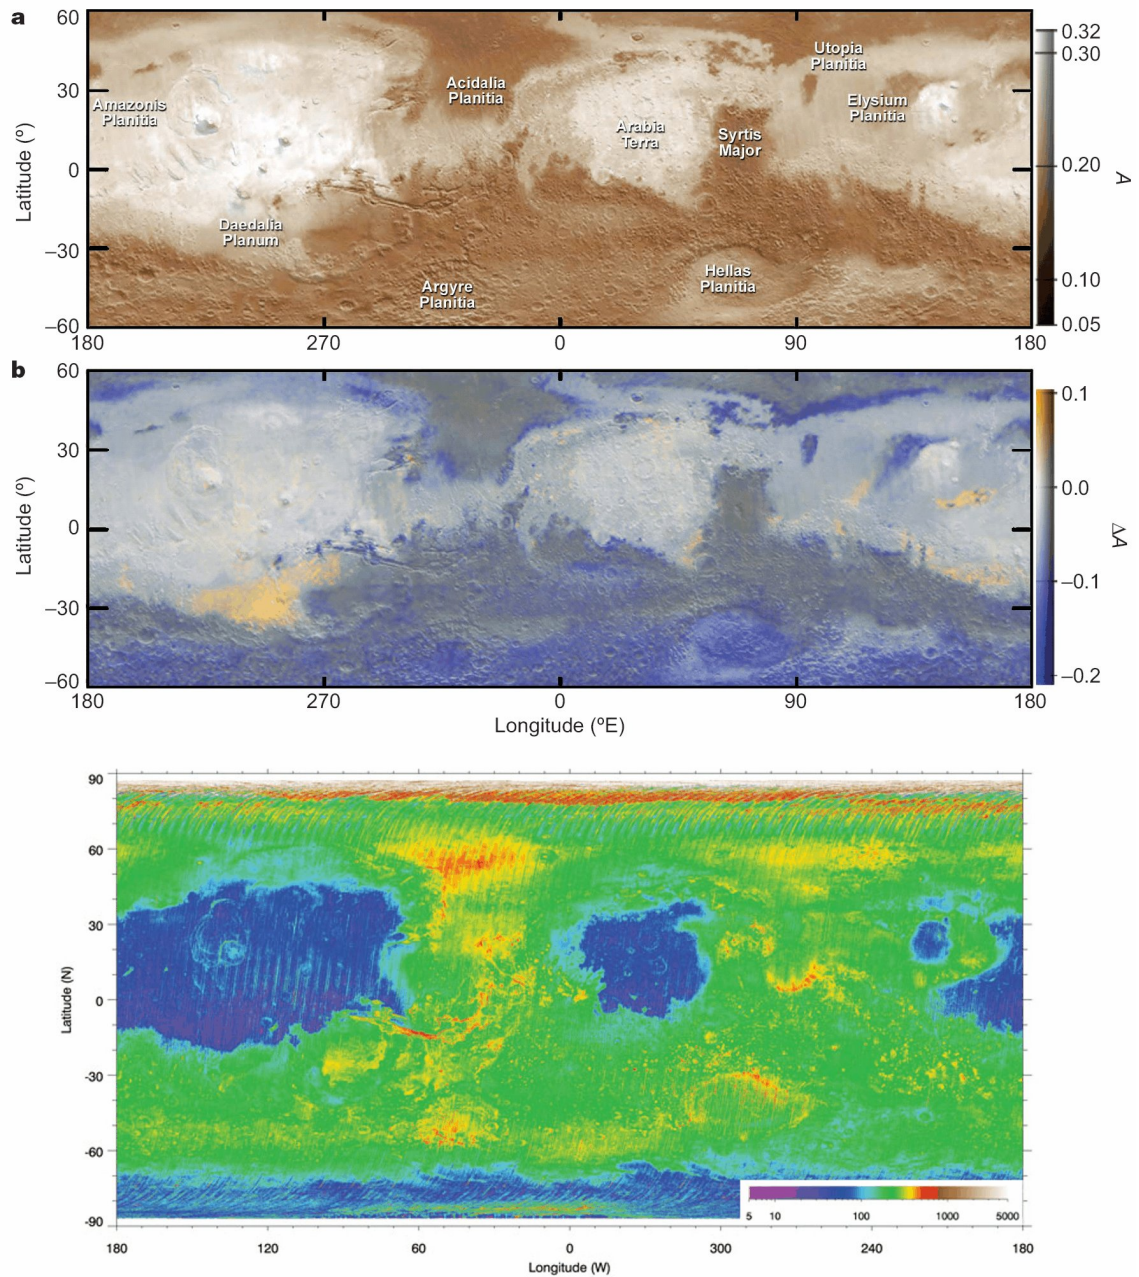 a
60
30
0
–30
–60
Latitude (º)
180
270
0
90
180
Amazonis
Planitia
Acidalia
Planitia
Utopia
Planitia
Elysium
Planitia
Arabia
Terra
Syrtis
Major
Daedalia
Planum
Argyre
Planitia
Hellas
Planitia
0.32
0.30
0.20
0.10
0.05
A
b
60
30
0
–30
–60
Latitude (º)
180
270
0
90
180
Longitude (ºE)
0.1
0.0
–0.1
–0.2
ΔA
90
60
30
0
-30
-60
-90
Latitude (N)
5
10
100
1000
5000
180
120
60
0
300
240
180
Longitude (W)